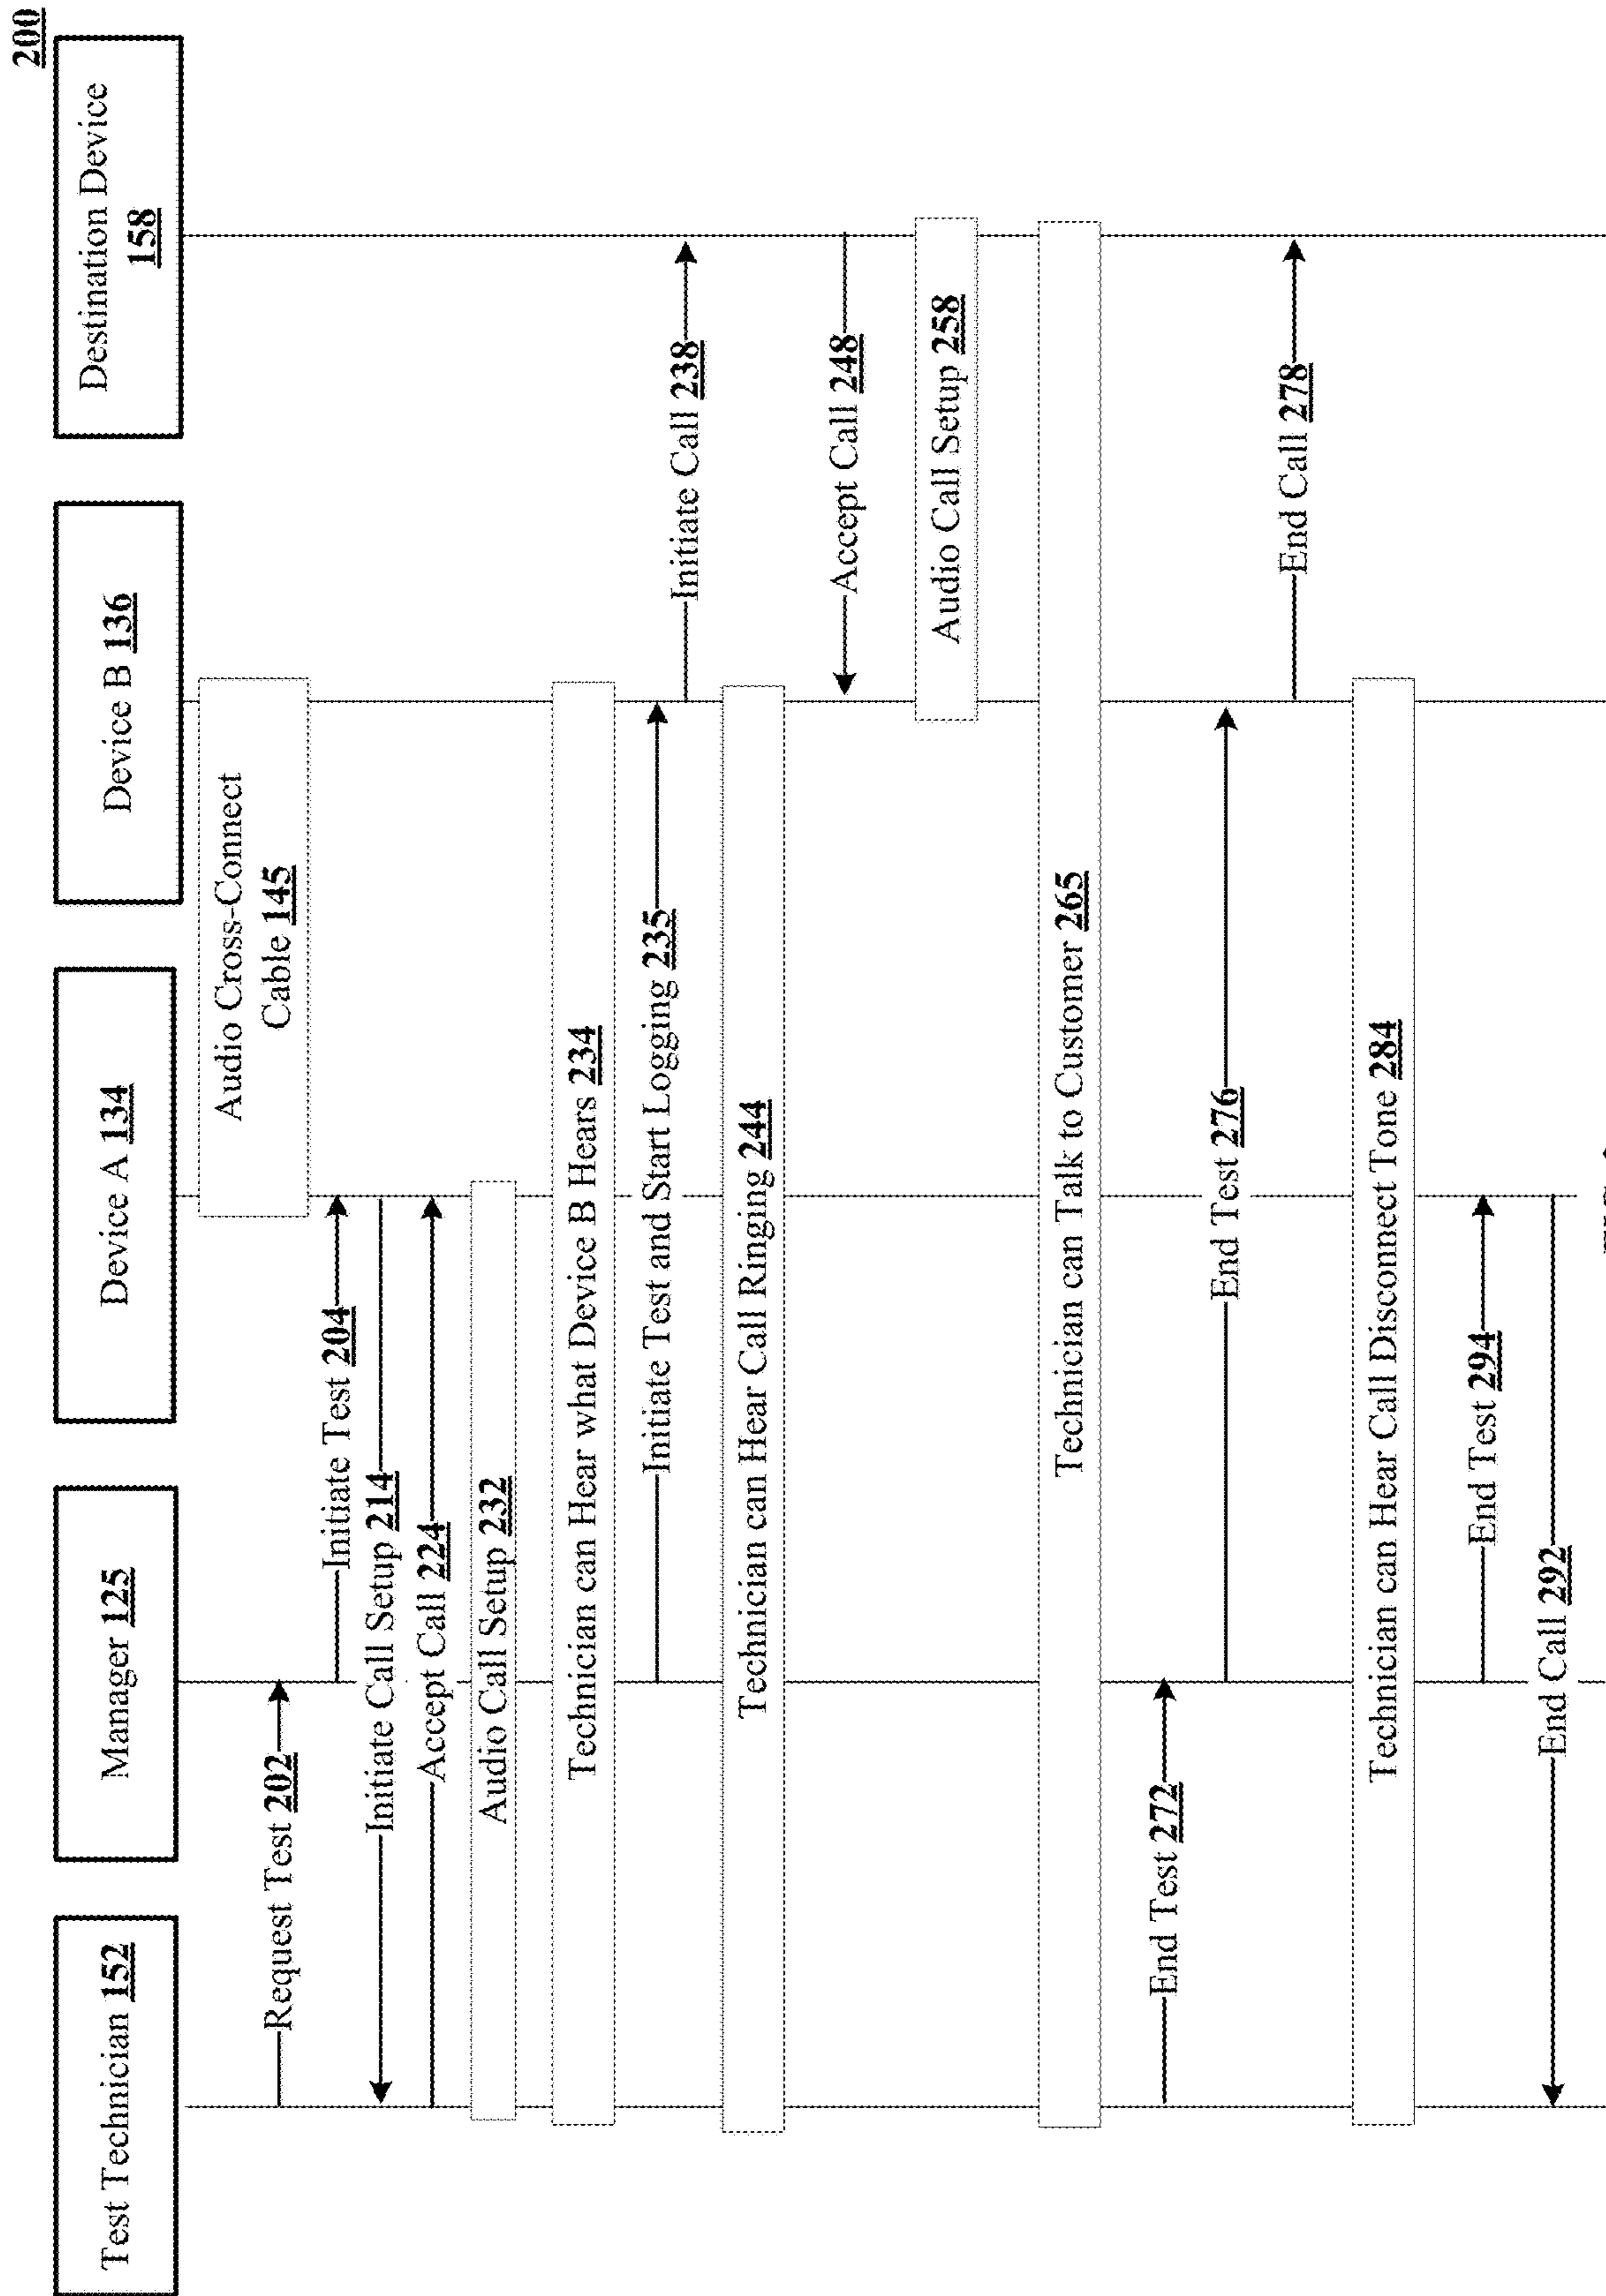 200
Test Technician 152
Manager 125
Device A 134
Device B 136
Destination Device
158
Audio Cross-Connect
Cable 145
Request Test 202
Initiate Test 204
Initiate Call Setup 214
Accept Call 224
Audio Call Setup 232
Technician can Hear what Device B Hears 234
Initiate Test and Start Logging 235
Initiate Call 238
Technician can Hear Call Ringing 244
Accept Call 248
Audio Call Setup 258
Technician can Talk to Customer 265
End Test 272
End Test 276
End Call 278
Technician can Hear Call Disconnect Tone 284
End Test 294
End Call 292